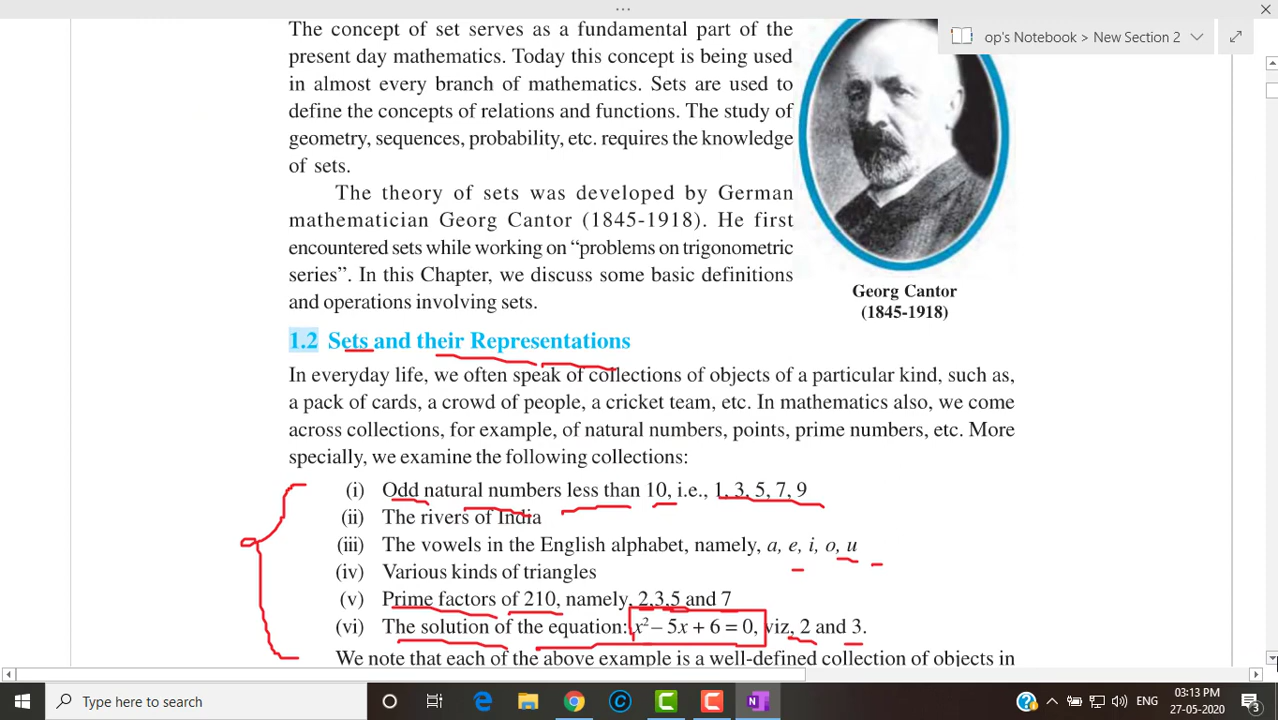 op's Notebook > New Section 2
The concept of set serves as a fundamental part of the
present day mathematics. Today this concept is being used
in almost every branch of mathematics. Sets are used to
define the concepts of relations and functions. The study of
geometry, sequences, probability, etc. requires the knowledge
of sets.
The theory of sets was developed by German
mathematician Georg Cantor (1845-1918). He first
encountered sets while working on “problems on trigonometric
series”. In this Chapter, we discuss some basic definitions
and operations involving sets.
Georg Cantor
(1845-1918)
1.2 Sets and their Representations
In everyday life, we often speak of collections of objects of a particular kind, such as,
a pack of cards, a crowd of people, a cricket team, etc. In mathematics also, we come
across collections, for example, of natural numbers, points, prime numbers, etc. More
specially, we examine the following collections:
(i) Odd natural numbers less than 10, i.e., 1, 3, 5, 7, 9
(ii) The rivers of India
(iii) The vowels in the English alphabet, namely, a, e, i, o, u
(iv) Various kinds of triangles
(v) Prime factors of 210, namely, 2,3,5 and 7
(vi) The solution of the equation: x² – 5x + 6 = 0, viz, 2 and 3.
We note that each of the above example is a well-defined collection of objects in
Type here to search
ENG
03:13 PM
27-05-2020
3